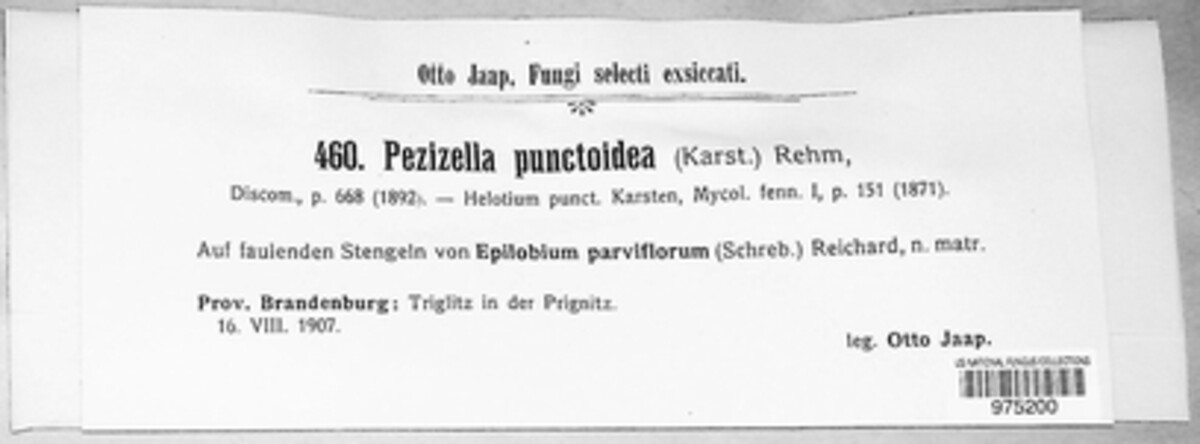 Otto Jaap, Fungi selecti exsiccati.
460. Pezizella punctoidea (Karst.) Rehm,
Discom., p. 668 (1892). — Helotium punct. Karsten, Mycol. fenn. I, p. 151 (1871).
Auf faulenden Stengeln von Epilobium parviflorum (Schreb.) Reichard, n. matr.
Prov. Brandenburg: Triglitz in der Prignitz.
16. VIII. 1907.
leg. Otto Jaap.
US NATIONAL FUNGUS COLLECTIONS
975200